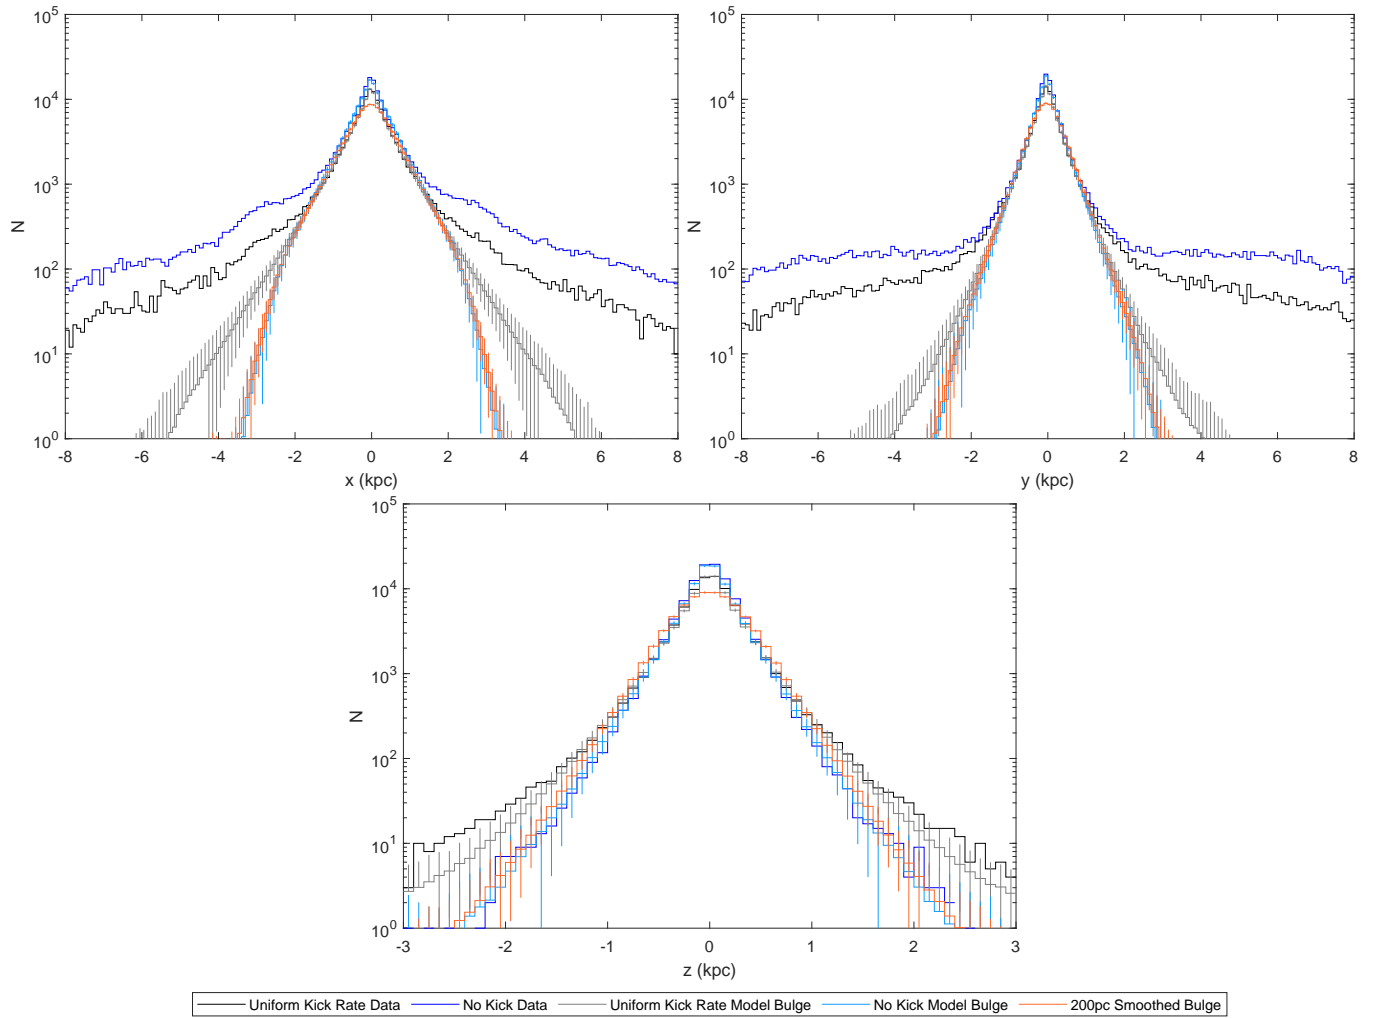 10^5
10^4
10^3
10^2
10^1
10^0
N
-8 -6 -4 -2 0 2 4 6 8
x (kpc)
10^5
10^4
10^3
10^2
10^1
10^0
N
-8 -6 -4 -2 0 2 4 6 8
y (kpc)
10^5
10^4
10^3
10^2
10^1
10^0
N
-3 -2 -1 0 1 2 3
z (kpc)
Uniform Kick Rate Data No Kick Data Uniform Kick Rate Model Bulge No Kick Model Bulge 200pc Smoothed Bulge